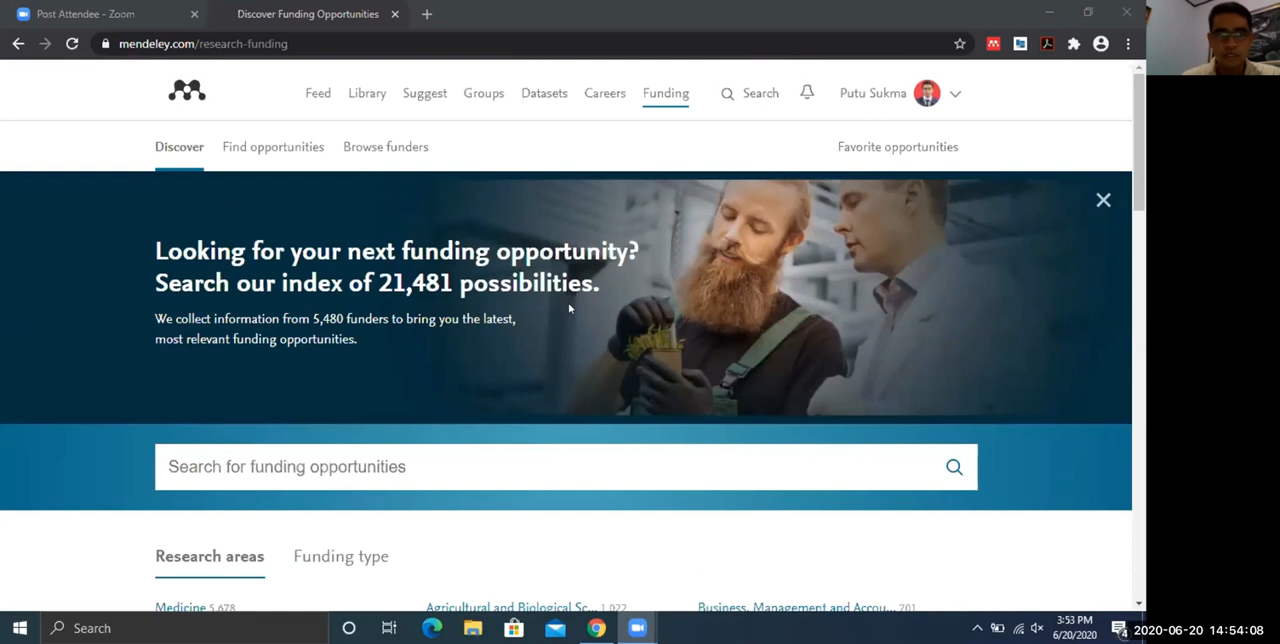 Post Attendee - Zoom
Discover Funding Opportunities
mendeley.com/research-funding
Feed Library Suggest Groups Datasets Careers Funding Search Putu Sukma
Discover Find opportunities Browse funders Favorite opportunities
Looking for your next funding opportunity?
Search our index of 21,481 possibilities.
We collect information from 5,480 funders to bring you the latest,
most relevant funding opportunities.
Search for funding opportunities
Research areas Funding type
Medicine 5,678 Agricultural and Biological Sc... 1,022 Business, Management and Accou... 701
Search
3:53 PM
6/20/2020
4
2020-06-20 14:54:08